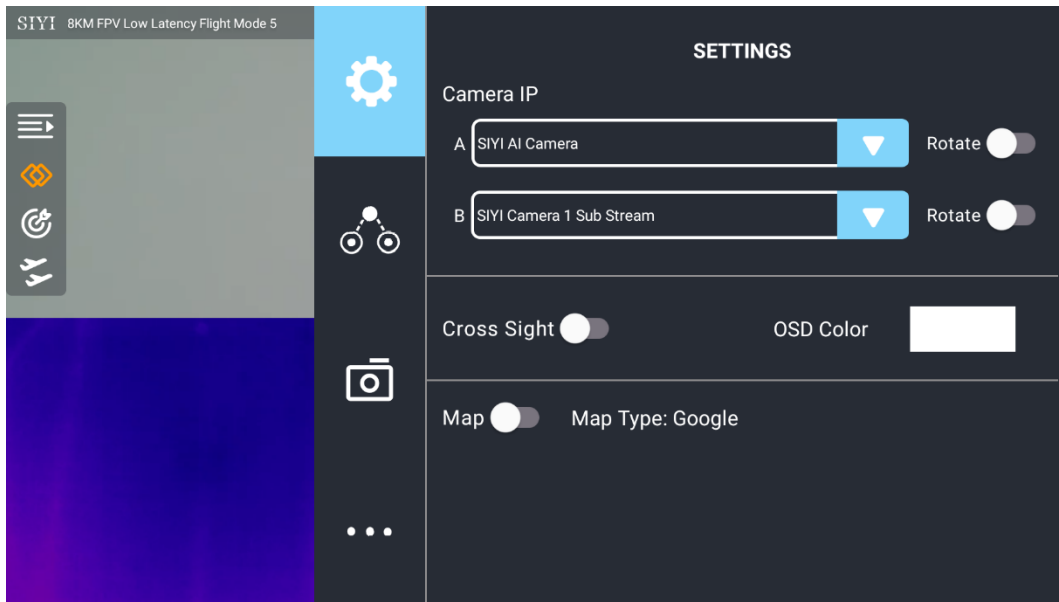 SIYI 8KM FPV Low Latency Flight Mode 5
SETTINGS
Camera IP
A SIYI AI Camera Rotate
B SIYI Camera 1 Sub Stream Rotate
Cross Sight OSD Color
Map Map Type: Google